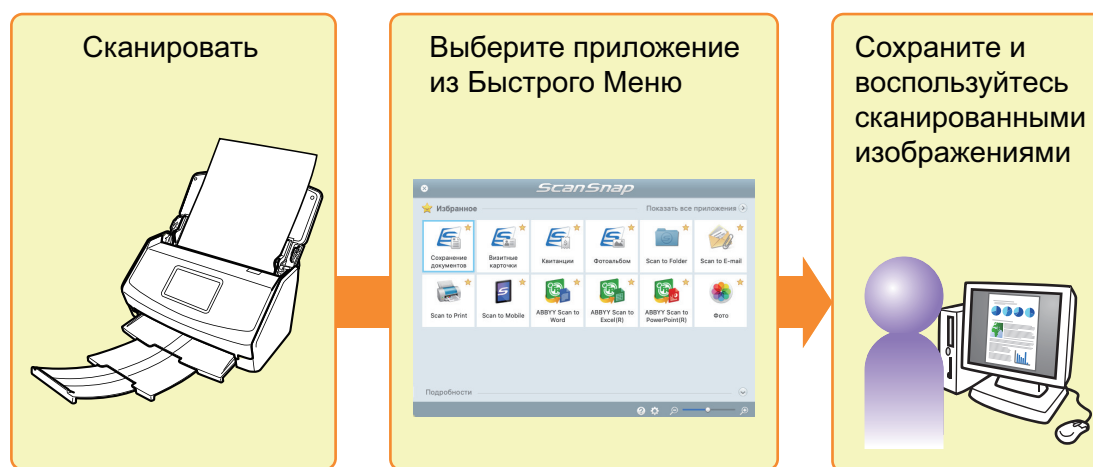 Сканировать
Выберите приложение
из Быстрого Меню
ScanSnap
Избранное
Показать все приложения
Сохранение
документов
Визитные
карточки
Квитанции
Фотоальбом
Scan to Folder
Scan to E-mail
Scan to Print
Scan to Mobile
ABBYY Scan to
Word
ABBYY Scan to
Excel(R)
ABBYY Scan to
PowerPoint(R)
Фото
Подробности
Сохраните и
воспользуйтесь
сканированными
изображениями